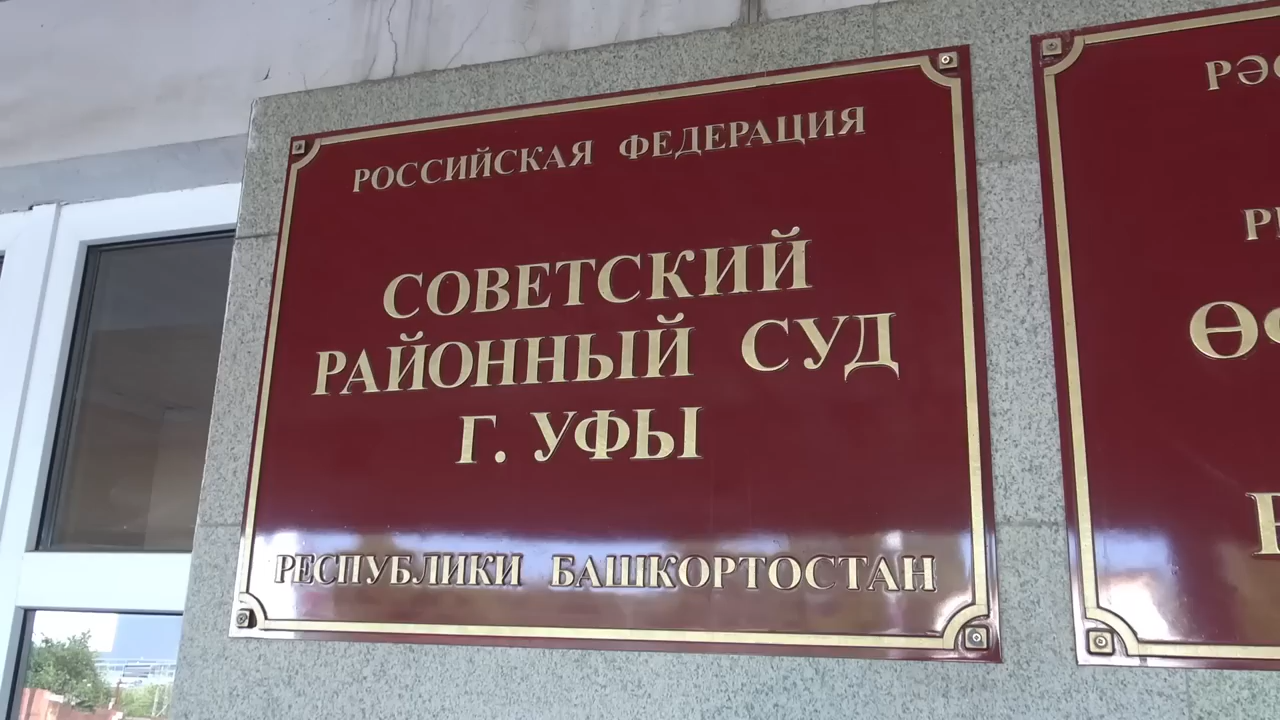 РОССИЙСКАЯ ФЕДЕРАЦИЯ
СОВЕТСКИЙ
РАЙОННЫЙ СУД
Г. УФЫ
РЕСПУБЛИКИ БАШКОРТОСТАН